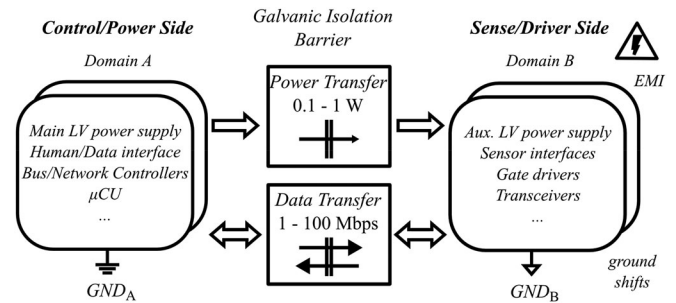 Control/Power Side
Domain A
Main LV power supply
Human/Data interface
Bus/Network Controllers
μCU
...
GND_A
Galvanic Isolation
Barrier
Power Transfer
0.1 - 1 W
Data Transfer
1 - 100 Mbps
Sense/Driver Side
Domain B
EMI
Aux. LV power supply
Sensor interfaces
Gate drivers
Transceivers
...
GND_B
ground
shifts